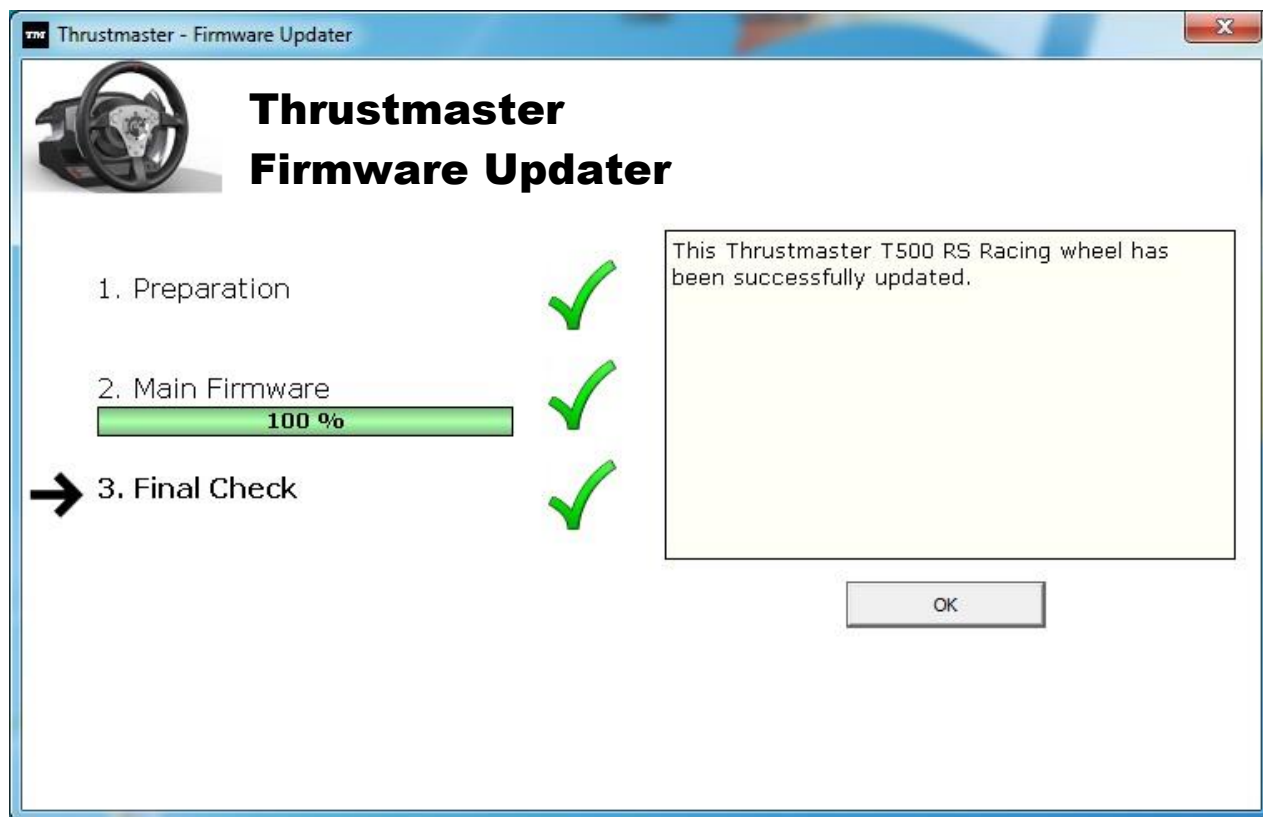 TM Thrustmaster - Firmware Updater
X
Thrustmaster
Firmware Updater
1. Preparation
2. Main Firmware
100 %
3. Final Check
This Thrustmaster T500 RS Racing wheel has
been successfully updated.
OK